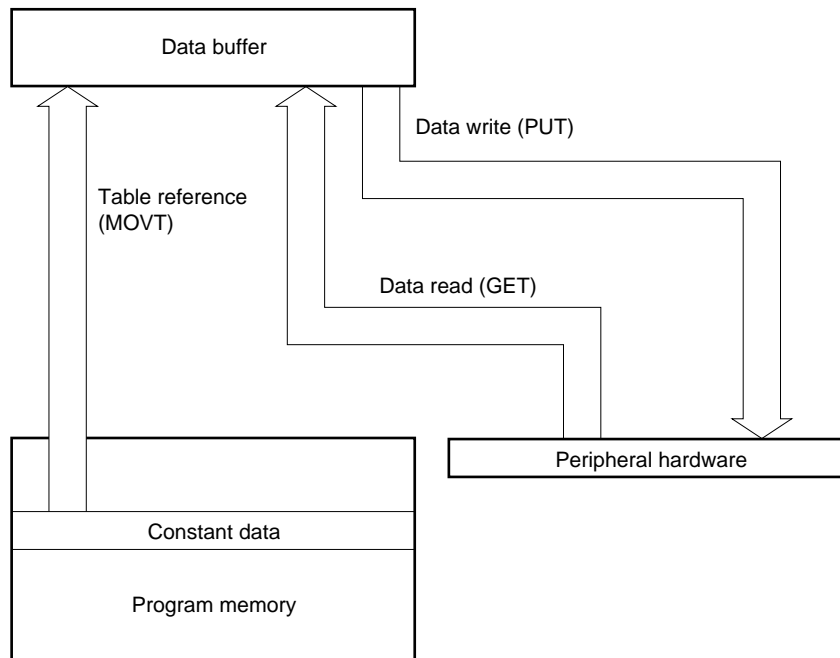 Data buffer
Data write (PUT)
Table reference
(MOVT)
Data read (GET)
Peripheral hardware
Constant data
Program memory